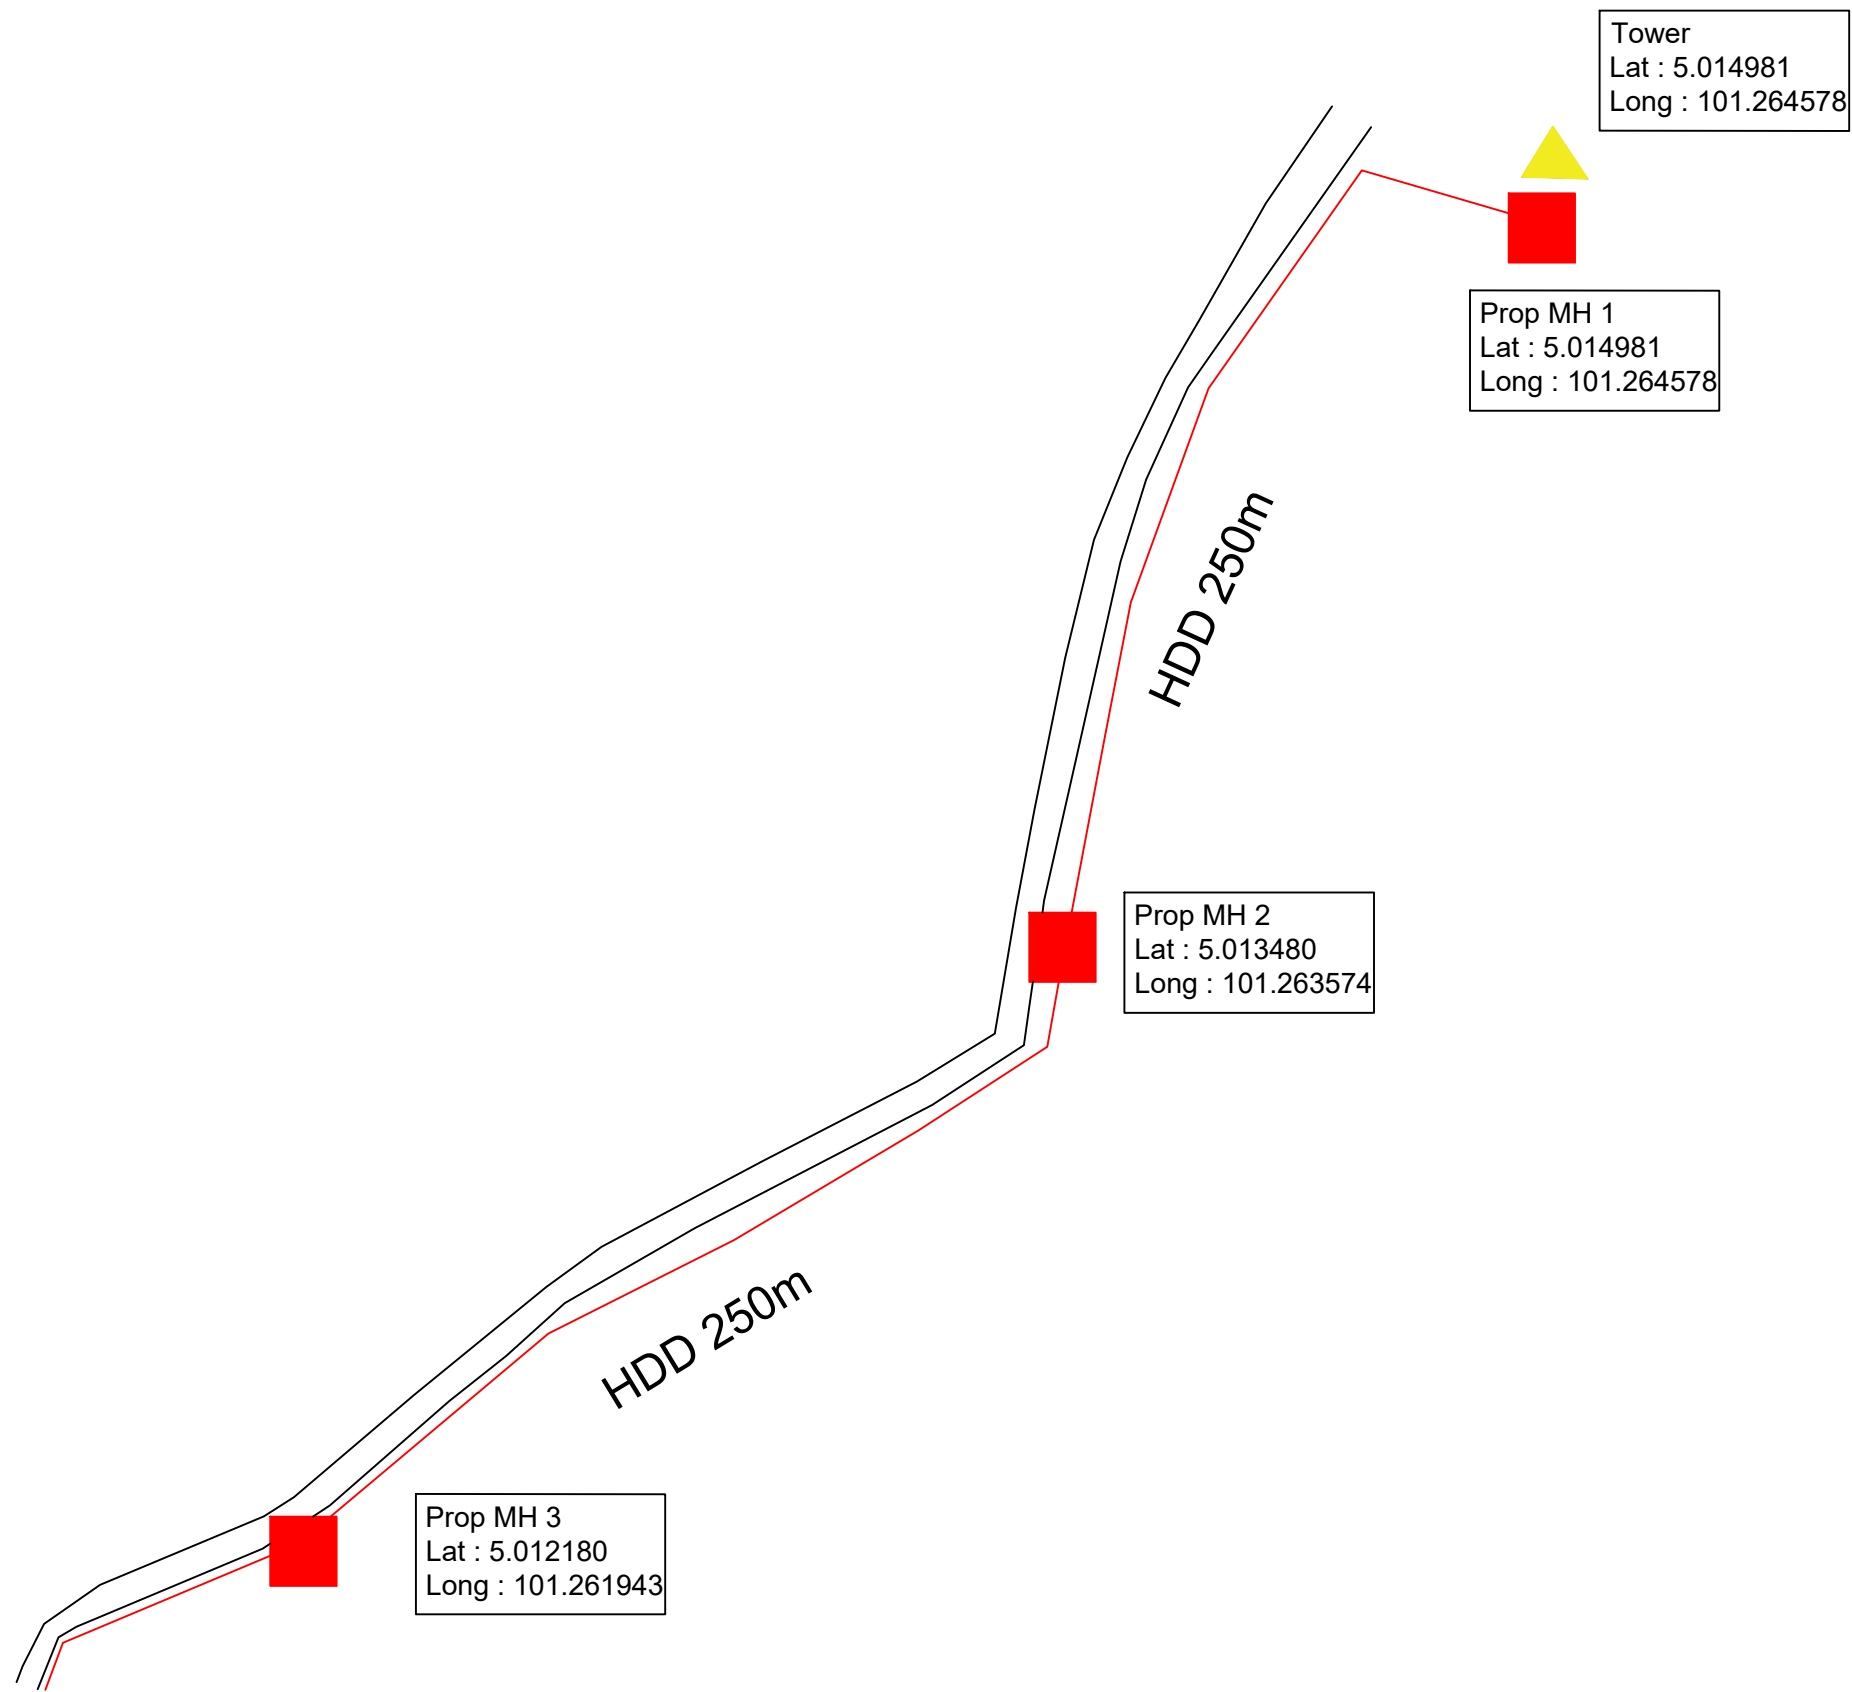 Tower
Lat : 5.014981
Long : 101.264578
Prop MH 1
Lat : 5.014981
Long : 101.264578
HDD 250m
Prop MH 2
Lat : 5.013480
Long : 101.263574
HDD 250m
Prop MH 3
Lat : 5.012180
Long : 101.261943